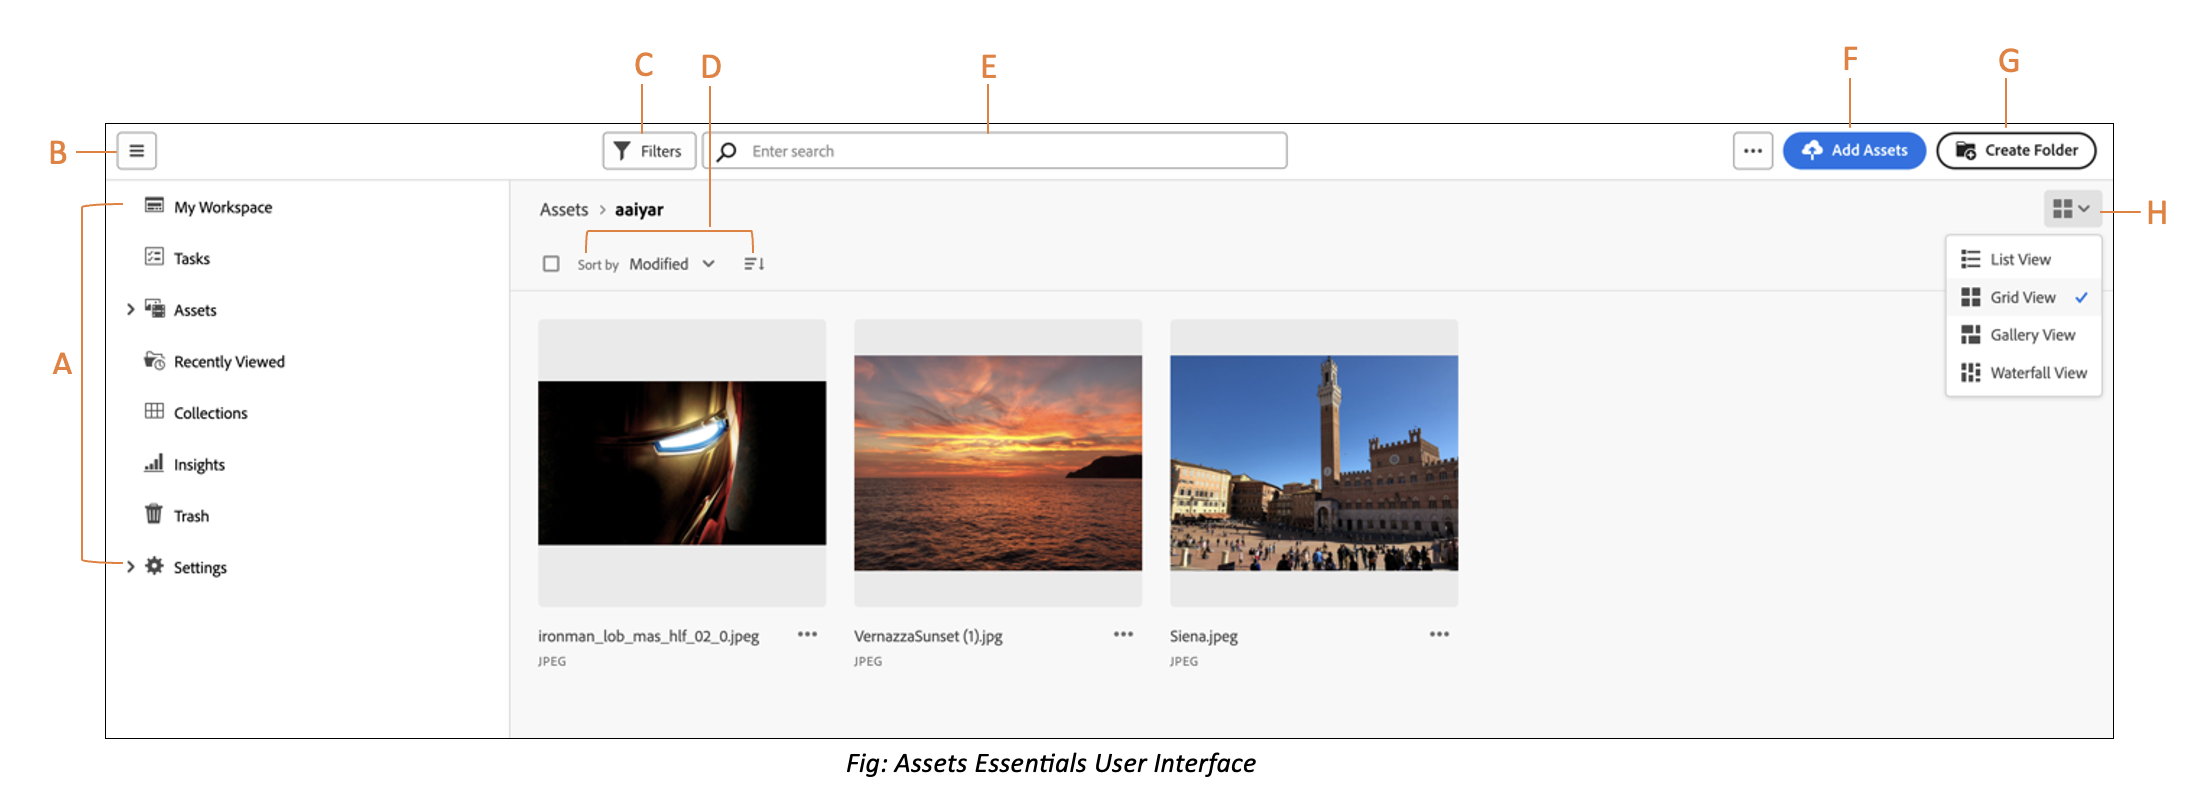 C D E F G
B Filters Enter search ... Add Assets Create Folder
My Workspace Assets > aaiyar H
Tasks Sort by Modified List View
Assets Grid View
Gallery View
A Recently Viewed Waterfall View
Collections
Insights
Trash
Settings
ironman_lob_mas_hlf_02_0.jpeg ... VernazzaSunset (1).jpg ... Siena.jpeg ...
JPEG JPEG JPEG
Fig: Assets Essentials User Interface